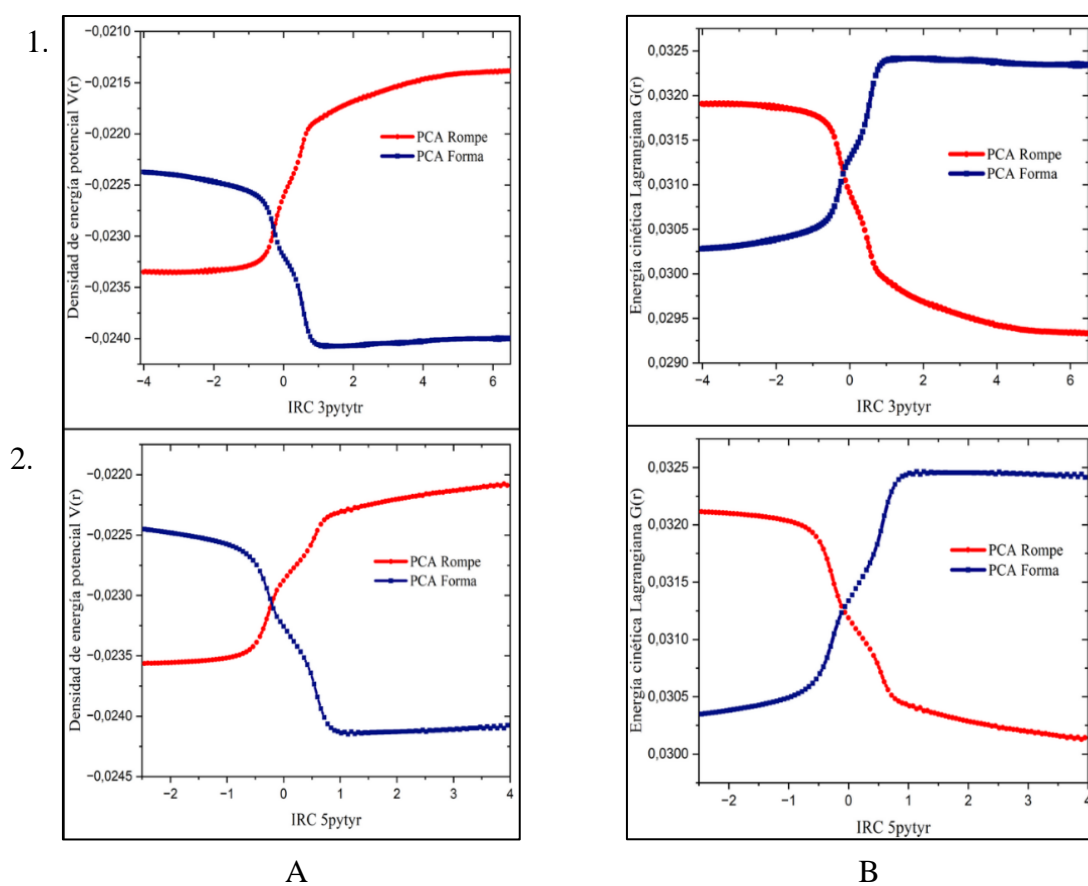 1.
Densidad de energía potencial V(r)
−0,0210
−0,0215
−0,0220
−0,0225
−0,0230
−0,0235
−0,0240
PCA Rompe
PCA Forma
−4 −2 0 2 4 6
IRC 3pytytr
Energía cinética Lagrangiana G(r)
0,0325
0,0320
0,0315
0,0310
0,0305
0,0300
0,0295
0,0290
PCA Rompe
PCA Forma
−4 −2 0 2 4 6
IRC 3pytyr
2.
Densidad de energía potencial V(r)
−0,0220
−0,0225
−0,0230
−0,0235
−0,0240
−0,0245
PCA Rompe
PCA Forma
−2 −1 0 1 2 3 4
IRC 5pytyr
Energía cinética Lagrangiana G(r)
0,0325
0,0320
0,0315
0,0310
0,0305
0,0300
PCA Rompe
PCA Forma
−2 −1 0 1 2 3 4
IRC 5pytyr
A
B